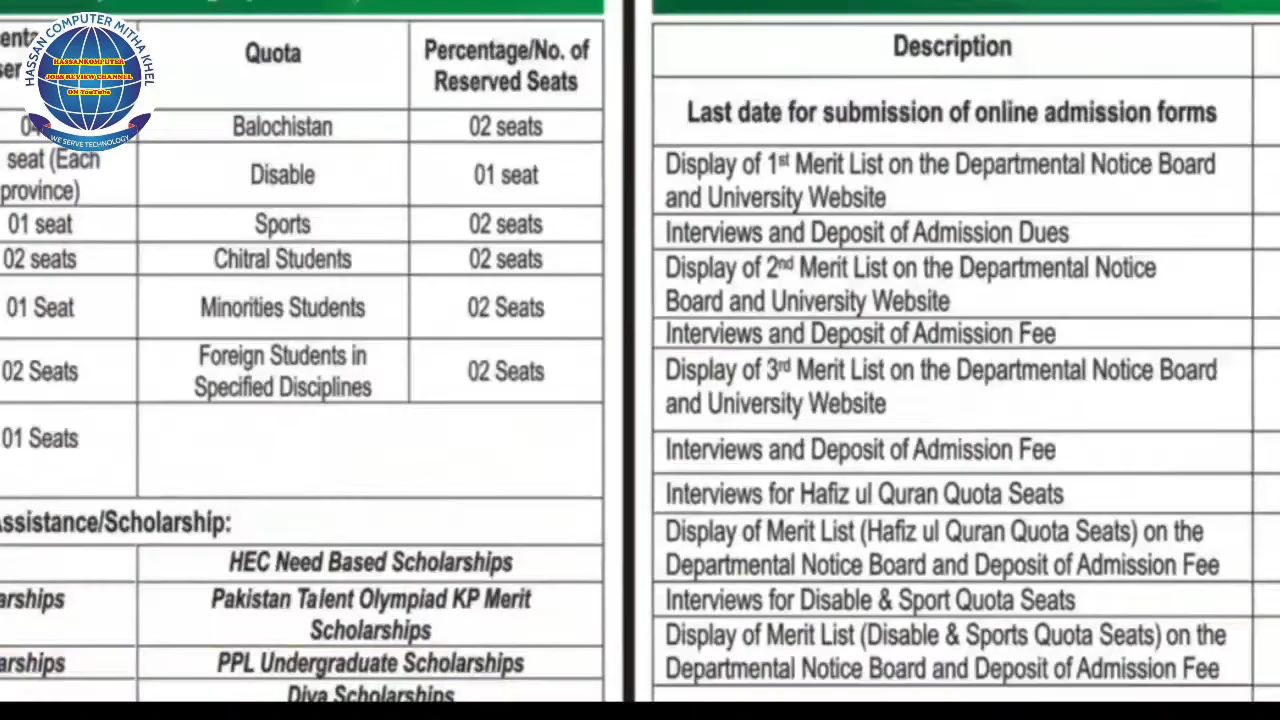 HASSAN COMPUTER MITHA KHEL
HASSANKOMPUTER
JOBS REVIEW CHANNEL
ON YouTube
WE SERVE TECHNOLOGY
Quota
Percentage/No. of
Reserved Seats
Balochistan
02 seats
seat (Each
province)
Disable
01 seat
01 seat
Sports
02 seats
02 seats
Chitral Students
02 seats
01 Seat
Minorities Students
02 Seats
02 Seats
Foreign Students in
Specified Disciplines
02 Seats
01 Seats
Assistance/Scholarship:
HEC Need Based Scholarships
arships
Pakistan Talent Olympiad KP Merit
Scholarships
arships
PPL Undergraduate Scholarships
Diya Scholarships
Description
Last date for submission of online admission forms
Display of 1st Merit List on the Departmental Notice Board
and University Website
Interviews and Deposit of Admission Dues
Display of 2nd Merit List on the Departmental Notice
Board and University Website
Interviews and Deposit of Admission Fee
Display of 3rd Merit List on the Departmental Notice Board
and University Website
Interviews and Deposit of Admission Fee
Interviews for Hafiz ul Quran Quota Seats
Display of Merit List (Hafiz ul Quran Quota Seats) on the
Departmental Notice Board and Deposit of Admission Fee
Interviews for Disable & Sport Quota Seats
Display of Merit List (Disable & Sports Quota Seats) on the
Departmental Notice Board and Deposit of Admission Fee